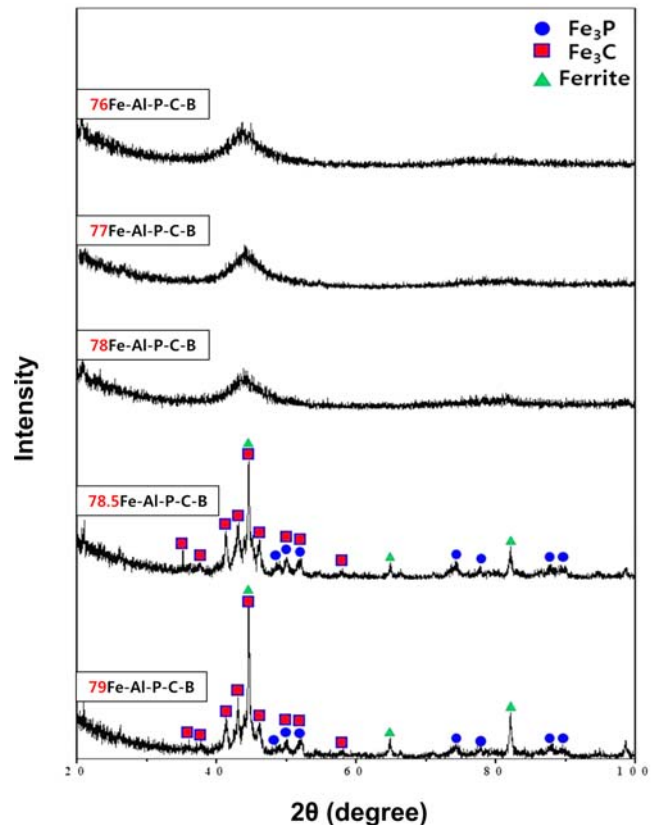 Fe₃P
Fe₃C
Ferrite
76Fe-Al-P-C-B
77Fe-Al-P-C-B
78Fe-Al-P-C-B
78.5Fe-Al-P-C-B
79Fe-Al-P-C-B
Intensity
20 40 60 80 100
2θ (degree)